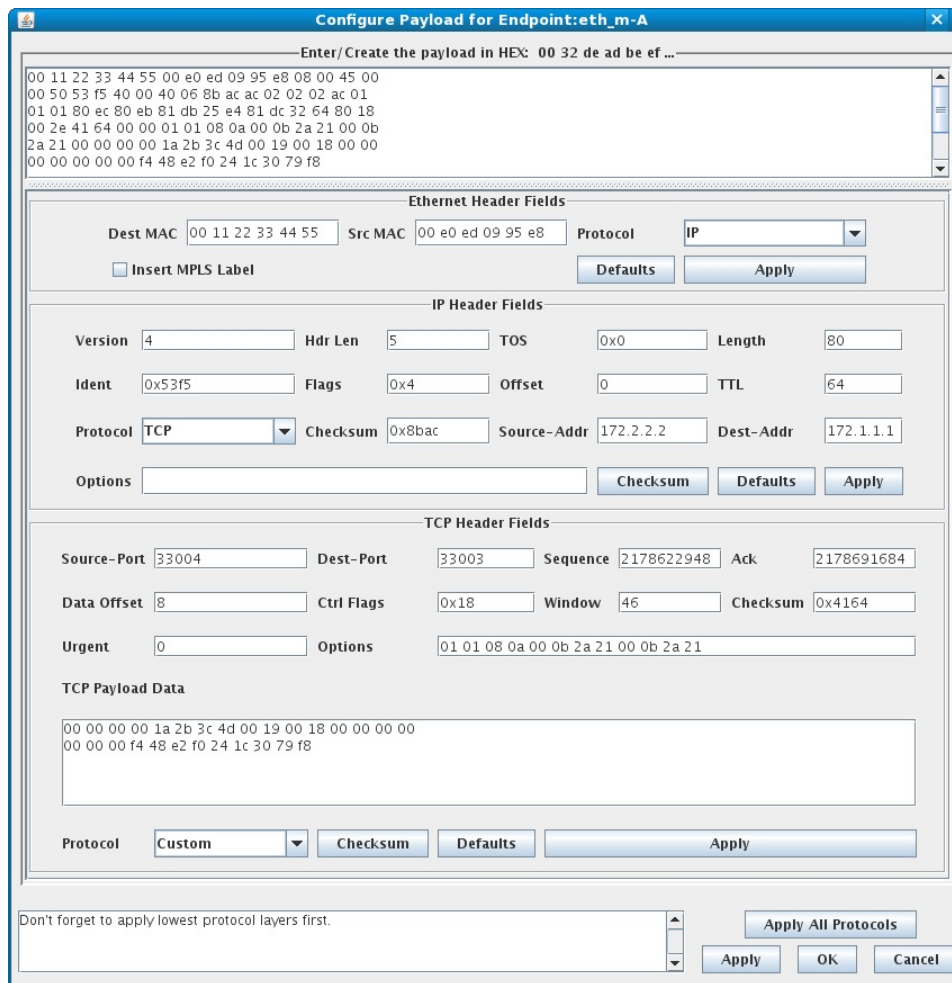 Configure Payload for Endpoint:eth_m-A
Enter/Create the payload in HEX: 00 32 de ad be ef ...
00 11 22 33 44 55 00 e0 ed 09 95 e8 08 00 45 00
00 50 53 f5 40 00 40 06 8b ac ac 02 02 02 ac 01
01 01 80 ec 80 eb 81 db 25 e4 81 dc 32 64 80 18
00 2e 41 64 00 00 01 01 08 0a 00 0b 2a 21 00 0b
2a 21 00 00 00 00 1a 2b 3c 4d 00 19 00 18 00 00
00 00 00 00 00 f4 48 e2 f0 24 1c 30 79 f8
Ethernet Header Fields
Dest MAC 00 11 22 33 44 55 Src MAC 00 e0 ed 09 95 e8 Protocol IP
Insert MPLS Label Defaults Apply
IP Header Fields
Version 4 Hdr Len 5 TOS 0x0 Length 80
Ident 0x53f5 Flags 0x4 Offset 0 TTL 64
Protocol TCP Checksum 0x8bac Source-Addr 172.2.2.2 Dest-Addr 172.1.1.1
Options Checksum Defaults Apply
TCP Header Fields
Source-Port 33004 Dest-Port 33003 Sequence 2178622948 Ack 2178691684
Data Offset 8 Ctrl Flags 0x18 Window 46 Checksum 0x4164
Urgent 0 Options 01 01 08 0a 00 0b 2a 21 00 0b 2a 21
TCP Payload Data
00 00 00 00 1a 2b 3c 4d 00 19 00 18 00 00 00 00
00 00 00 f4 48 e2 f0 24 1c 30 79 f8
Protocol Custom Checksum Defaults Apply
Don't forget to apply lowest protocol layers first.
Apply All Protocols
Apply OK Cancel